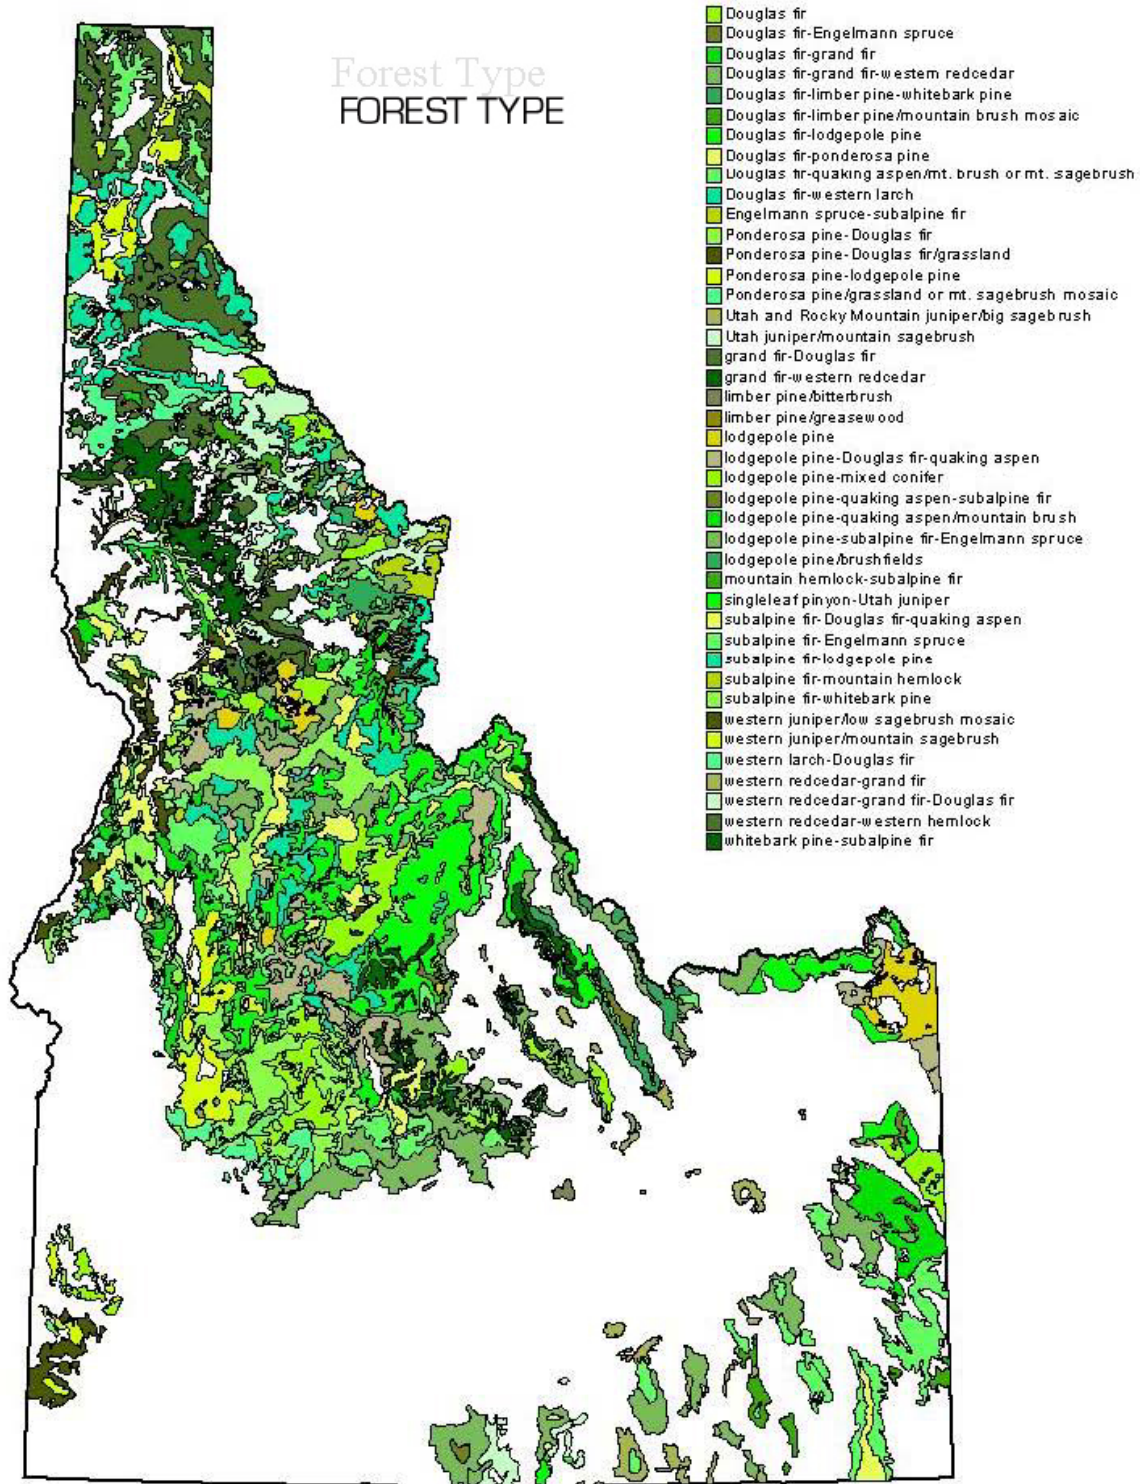 Forest Type
FOREST TYPE
Douglas fir
Douglas fir-Engelmann spruce
Douglas fir-grand fir
Douglas fir-grand fir-western redcedar
Douglas fir-limber pine-whitebark pine
Douglas fir-limber pine/mountain brush mosaic
Douglas fir-lodgepole pine
Douglas fir-ponderosa pine
Douglas fir-quaking aspen/mt. brush or mt. sagebrush
Douglas fir-western larch
Engelmann spruce-subalpine fir
Ponderosa pine-Douglas fir
Ponderosa pine-Douglas fir/grassland
Ponderosa pine-lodgepole pine
Ponderosa pine/grassland or mt. sagebrush mosaic
Utah and Rocky Mountain juniper/big sagebrush
Utah juniper/mountain sagebrush
grand fir-Douglas fir
grand fir-western redcedar
limber pine/bitterbrush
limber pine/greasewood
lodgepole pine
lodgepole pine-Douglas fir-quaking aspen
lodgepole pine-mixed conifer
lodgepole pine-quaking aspen-subalpine fir
lodgepole pine-quaking aspen/mountain brush
lodgepole pine-subalpine fir-Engelmann spruce
lodgepole pine/brushfields
mountain hemlock-subalpine fir
singleleaf pinyon-Utah juniper
subalpine fir-Douglas fir-quaking aspen
subalpine fir-Engelmann spruce
subalpine fir-lodgepole pine
subalpine fir-mountain hemlock
subalpine fir-whitebark pine
western juniper/low sagebrush mosaic
western juniper/mountain sagebrush
western larch-Douglas fir
western redcedar-grand fir
western redcedar-grand fir-Douglas fir
western redcedar-western hemlock
whitebark pine-subalpine fir